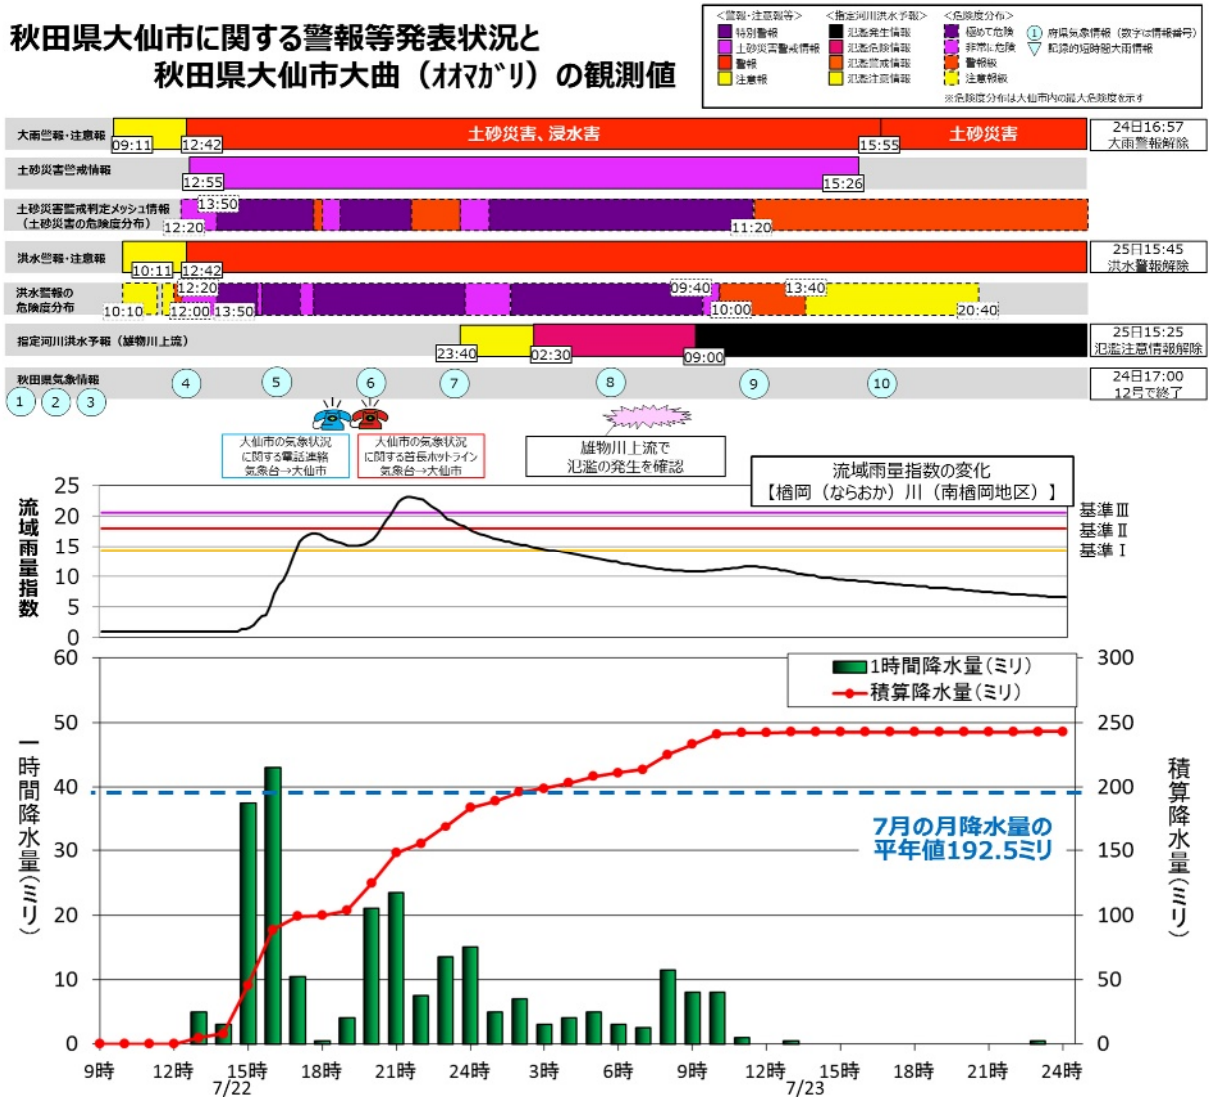 秋田県大仙市に関する警報等発表状況と
秋田県大仙市大曲（ｵｵﾏｶﾞﾘ）の観測値
＜警報・注意報等＞
特別警報
土砂災害警戒情報
警報
注意報
＜指定河川洪水予報＞
氾濫発生情報
氾濫危険情報
氾濫警戒情報
氾濫注意情報
＜危険度分布＞
極めて危険
非常に危険
警報級
注意報級
① 府県気象情報（数字は情報番号）
記録的短時間大雨情報
※危険度分布は大仙市内の最大危険度を示す
大雨警報・注意報
09:11
12:42
土砂災害、浸水害
15:55
土砂災害
24日16:57
大雨警報解除
土砂災害警戒情報
12:55
15:26
土砂災害警戒判定メッシュ情報
（土砂災害の危険度分布）
13:50
12:20
11:20
洪水警報・注意報
10:11
12:42
25日15:45
洪水警報解除
洪水警報の
危険度分布
10:10
12:20
12:00
13:50
09:40
10:00
13:40
20:40
指定河川洪水予報（雄物川上流）
23:40
02:30
09:00
25日15:25
氾濫注意情報解除
秋田県気象情報
① ② ③ ④ ⑤ ⑥ ⑦ ⑧ ⑨ ⑩
24日17:00
12号で終了
大仙市の気象状況
に関する電話連絡
気象台→大仙市
大仙市の気象状況
に関する首長ホットライン
気象台→大仙市
雄物川上流で
氾濫の発生を確認
流域雨量指数の変化
【楢岡（ならおか）川（南楢岡地区）】
流域雨量指数
25
20
15
10
5
0
基準Ⅲ
基準Ⅱ
基準Ⅰ
一時間降水量(ミリ)
60
50
40
30
20
10
0
1時間降水量(ミリ)
積算降水量(ミリ)
7月の月降水量の
平年値192.5ミリ
300
250
200
150
100
50
0
積算降水量(ミリ)
9時 12時 15時 18時 21時 24時 3時 6時 9時 12時 15時 18時 21時 24時
7/22 7/23